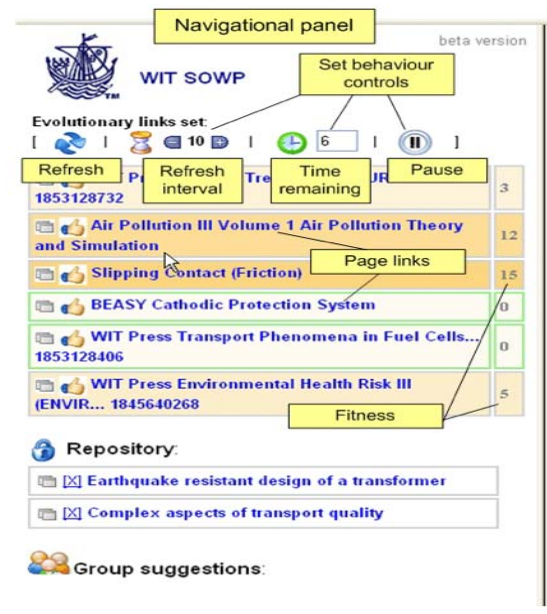 Navigational panel
beta version
WIT SOWP
TM
Set behaviour
controls
Evolutionary links set:
[ | 10 | 6 | ]
Refresh
Refresh
interval
Time
remaining
Pause
1853128732
3
Air Pollution III Volume 1 Air Pollution Theory
and Simulation
12
Slipping Contact (Friction)
15
Page links
BEASY Cathodic Protection System
0
WIT Press Transport Phenomena in Fuel Cells...
1853128406
0
WIT Press Environmental Health Risk III
(ENVIR... 1845640268
5
Fitness
Repository:
[X] Earthquake resistant design of a transformer
[X] Complex aspects of transport quality
Group suggestions: